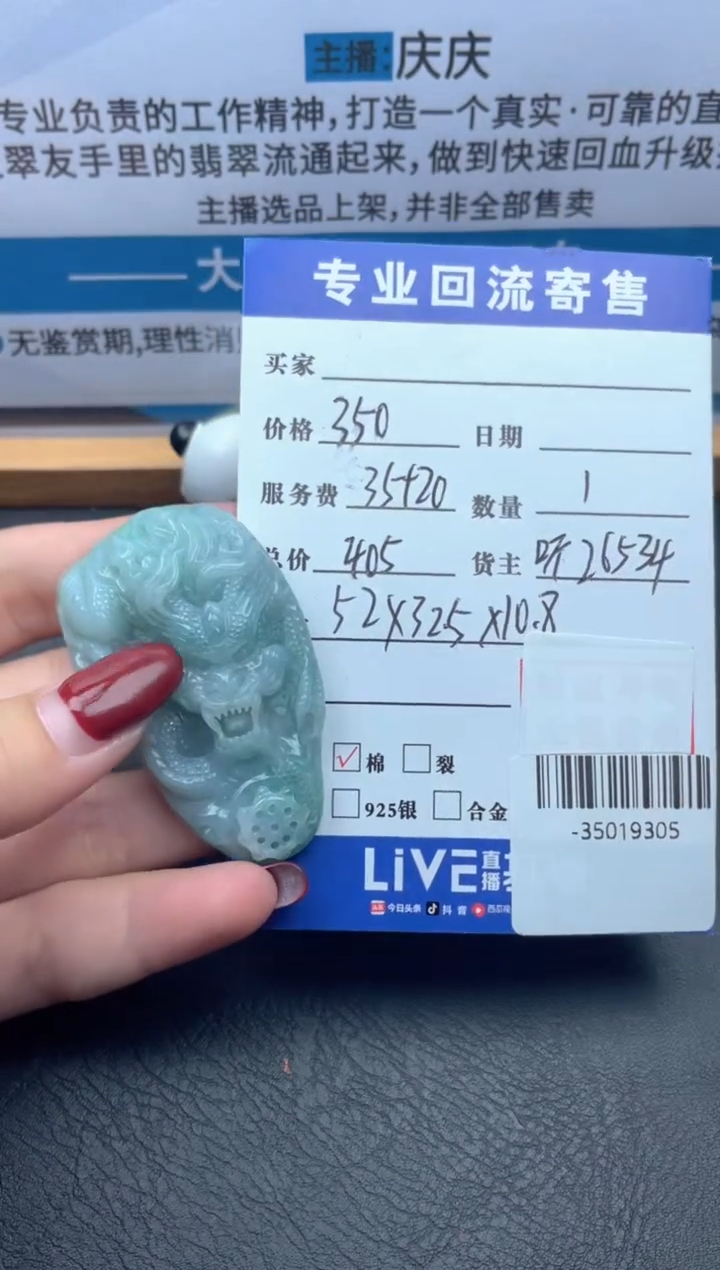 主播：庆庆
专业负责的工作精神，打造一个真实·可靠的直
翠友手里的翡翠流通起来，做到快速回血升级
主播选品上架，并非全部售卖
大
无鉴赏期，理性消
专业回流寄售
买家
价格 350 日期
服务费 35+20 数量 1
总价 405 货主 26534
52X32.5X10.8
棉 裂
925银 合金
LiVE 直 播
今日头条 抖音 西瓜
-35019305